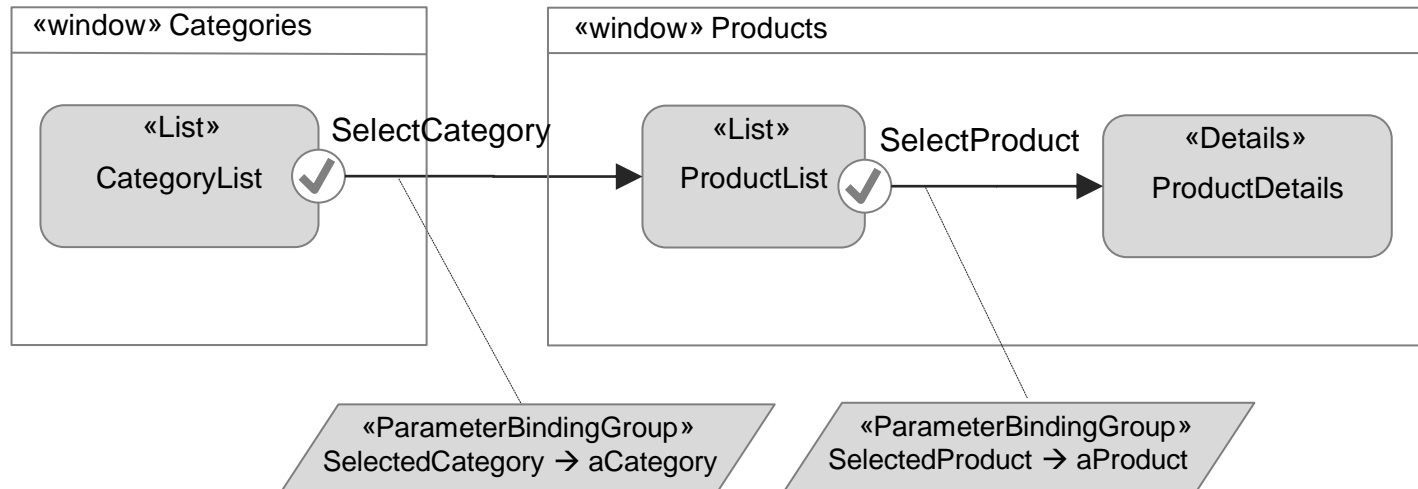 «window» Categories
«window» Products
«List»
CategoryList
SelectCategory
«List»
ProductList
SelectProduct
«Details»
ProductDetails
«ParameterBindingGroup»
SelectedCategory → aCategory
«ParameterBindingGroup»
SelectedProduct → aProduct